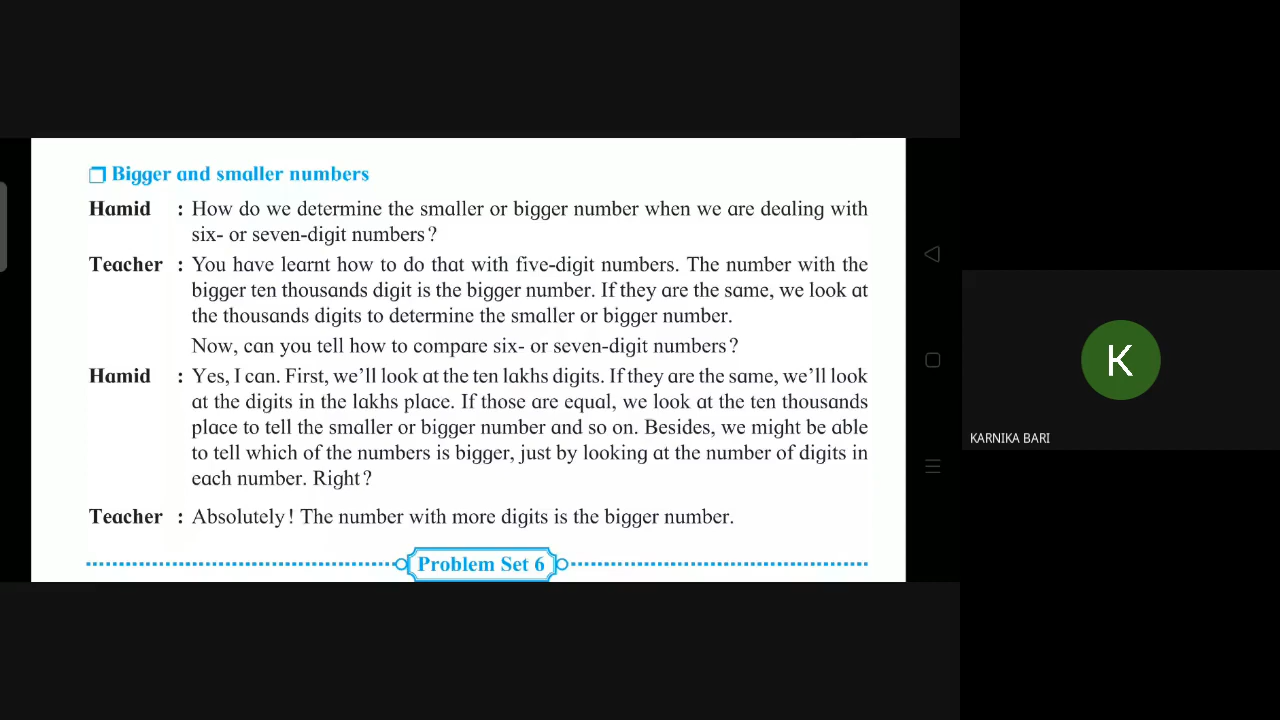 Bigger and smaller numbers
Hamid : How do we determine the smaller or bigger number when we are dealing with
six- or seven-digit numbers?
Teacher : You have learnt how to do that with five-digit numbers. The number with the
bigger ten thousands digit is the bigger number. If they are the same, we look at
the thousands digits to determine the smaller or bigger number.
Now, can you tell how to compare six- or seven-digit numbers?
Hamid : Yes, I can. First, we’ll look at the ten lakhs digits. If they are the same, we’ll look
at the digits in the lakhs place. If those are equal, we look at the ten thousands
place to tell the smaller or bigger number and so on. Besides, we might be able
to tell which of the numbers is bigger, just by looking at the number of digits in
each number. Right?
Teacher : Absolutely! The number with more digits is the bigger number.
Problem Set 6
K
KARNIKA BARI